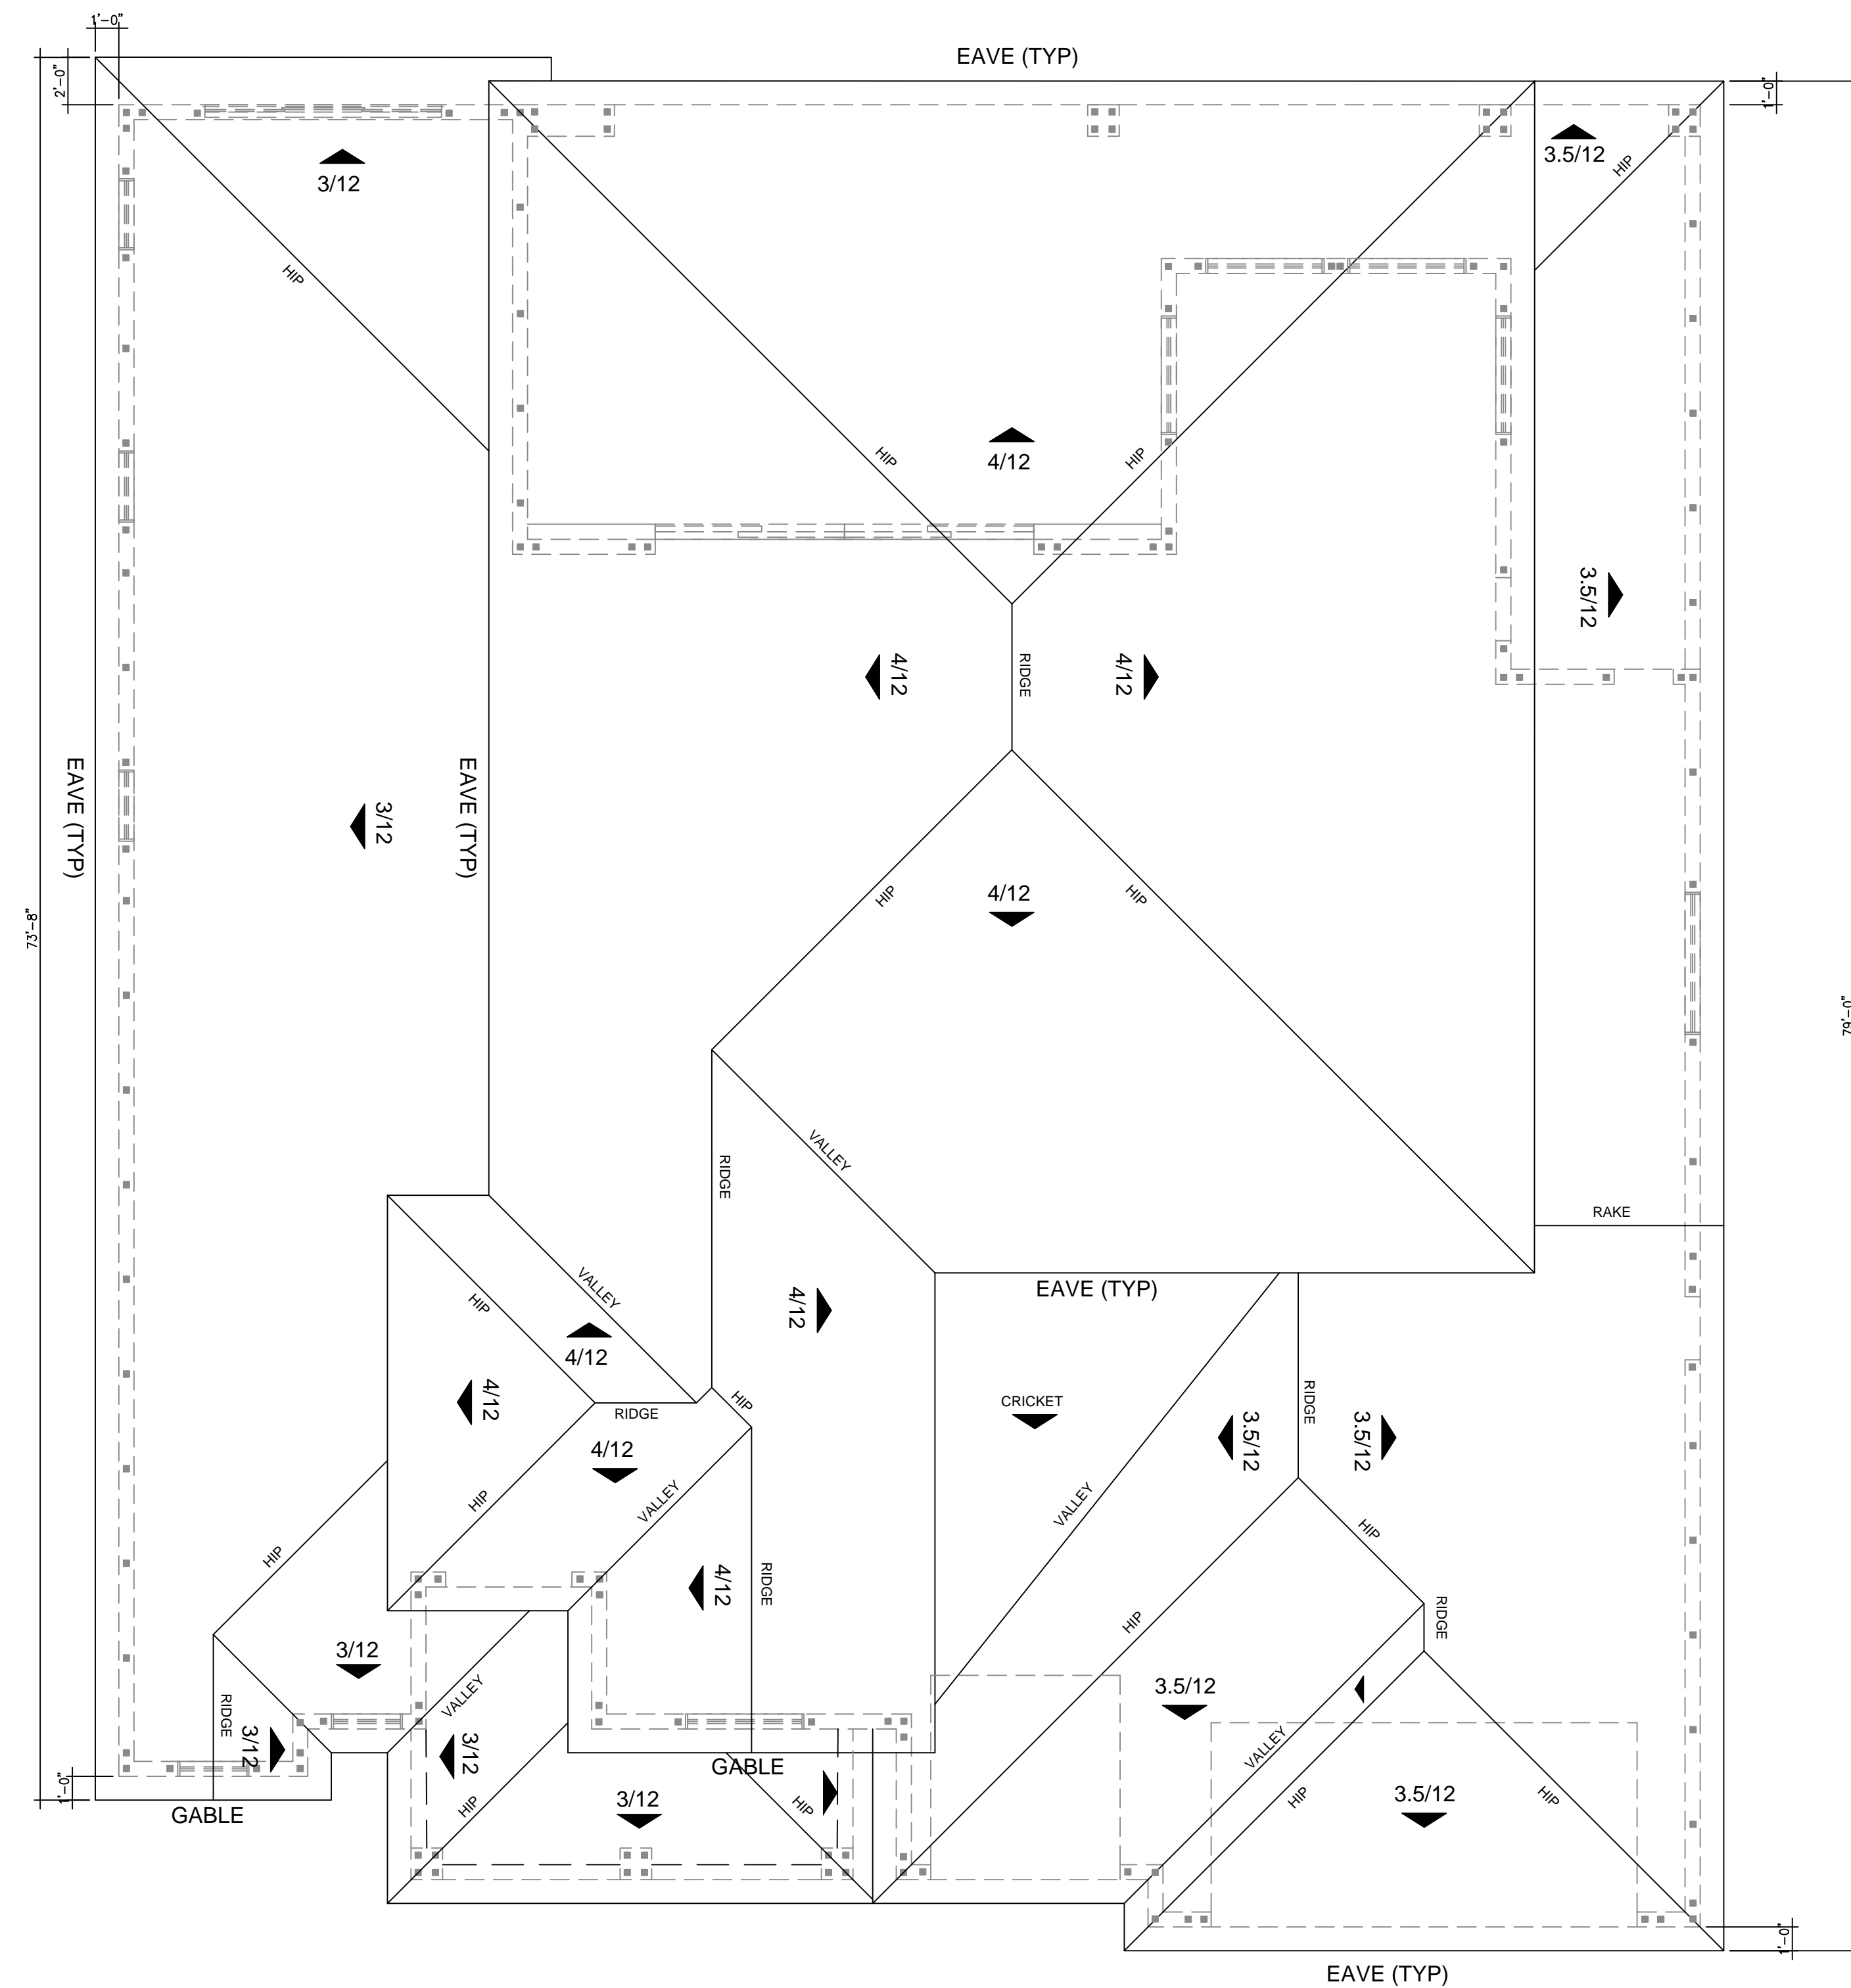 1'-0"
EAVE (TYP)
2'-0"
1'-0"
3/12
3.5/12
HIP
HIP
HIP
HIP
4/12
3.5/12
4/12
RIDGE
4/12
EAVE (TYP)
EAVE (TYP)
3/12
HIP
4/12
HIP
73'-8"
79'-0"
VALLEY
RIDGE
RAKE
VALLEY
HIP
4/12
EAVE (TYP)
4/12
4/12
RIDGE
HIP
CRICKET
RIDGE
3.5/12
3.5/12
4/12
HIP
VALLEY
VALLEY
HIP
HIP
4/12
RIDGE
HIP
RIDGE
3/12
VALLEY
3.5/12
RIDGE
3/12
3/12
GABLE
VALLEY
1'-0"
GABLE
3/12
HIP
HIP
HIP
3.5/12
HIP
1'-0"
EAVE (TYP)